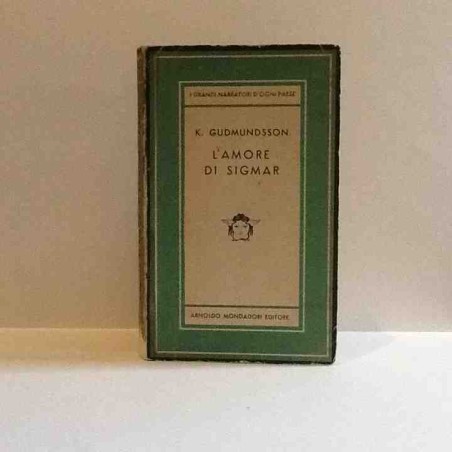 I GRANDI NARRATORI D'OGNI PAESE
K. GUDMUNDSSON
L'AMORE
DI SIGMAR
ARNOLDO MONDADORI EDITORE